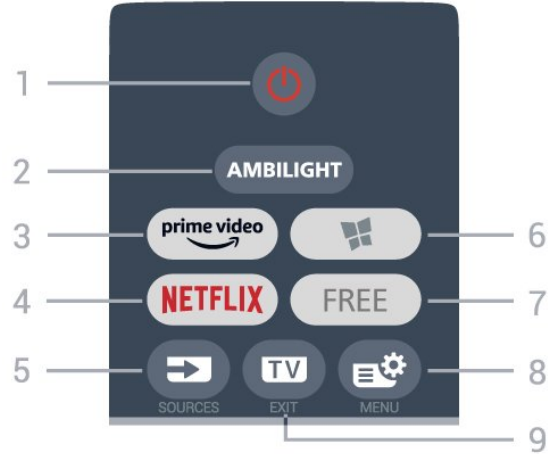 1
AMBILIGHT
2
prime video
3
6
NETFLIX
FREE
4
7
TV
5
8
SOURCES
EXIT
MENU
9